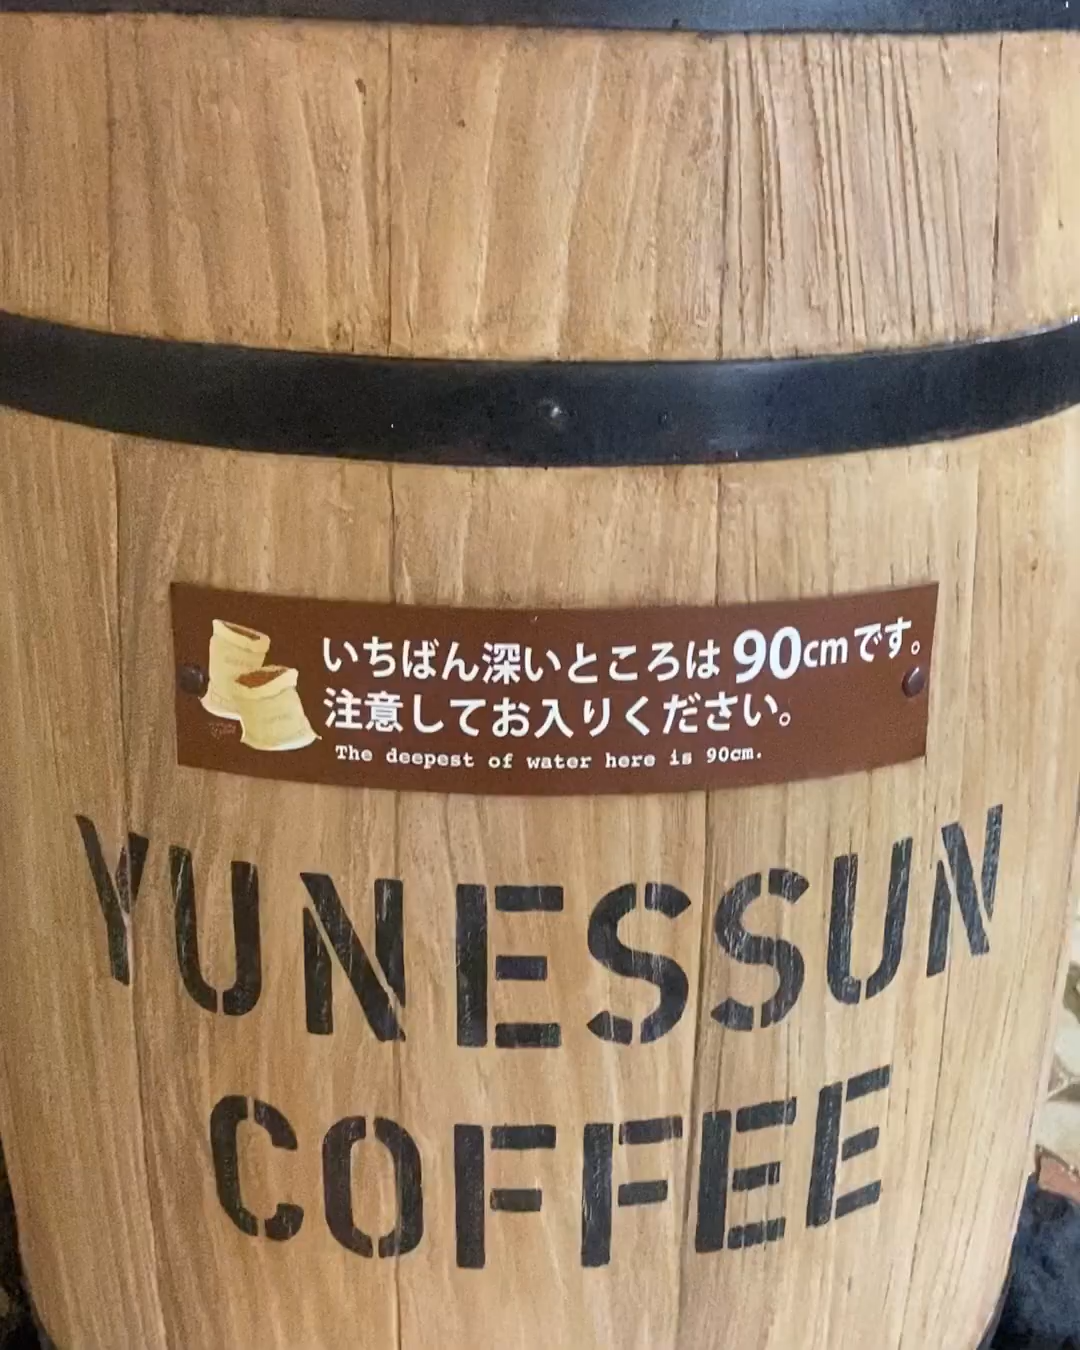 いちばん深いところは90cmです。
注意してお入りください。
The deepest of water here is 90cm.
YUNESSUN
COFFEE